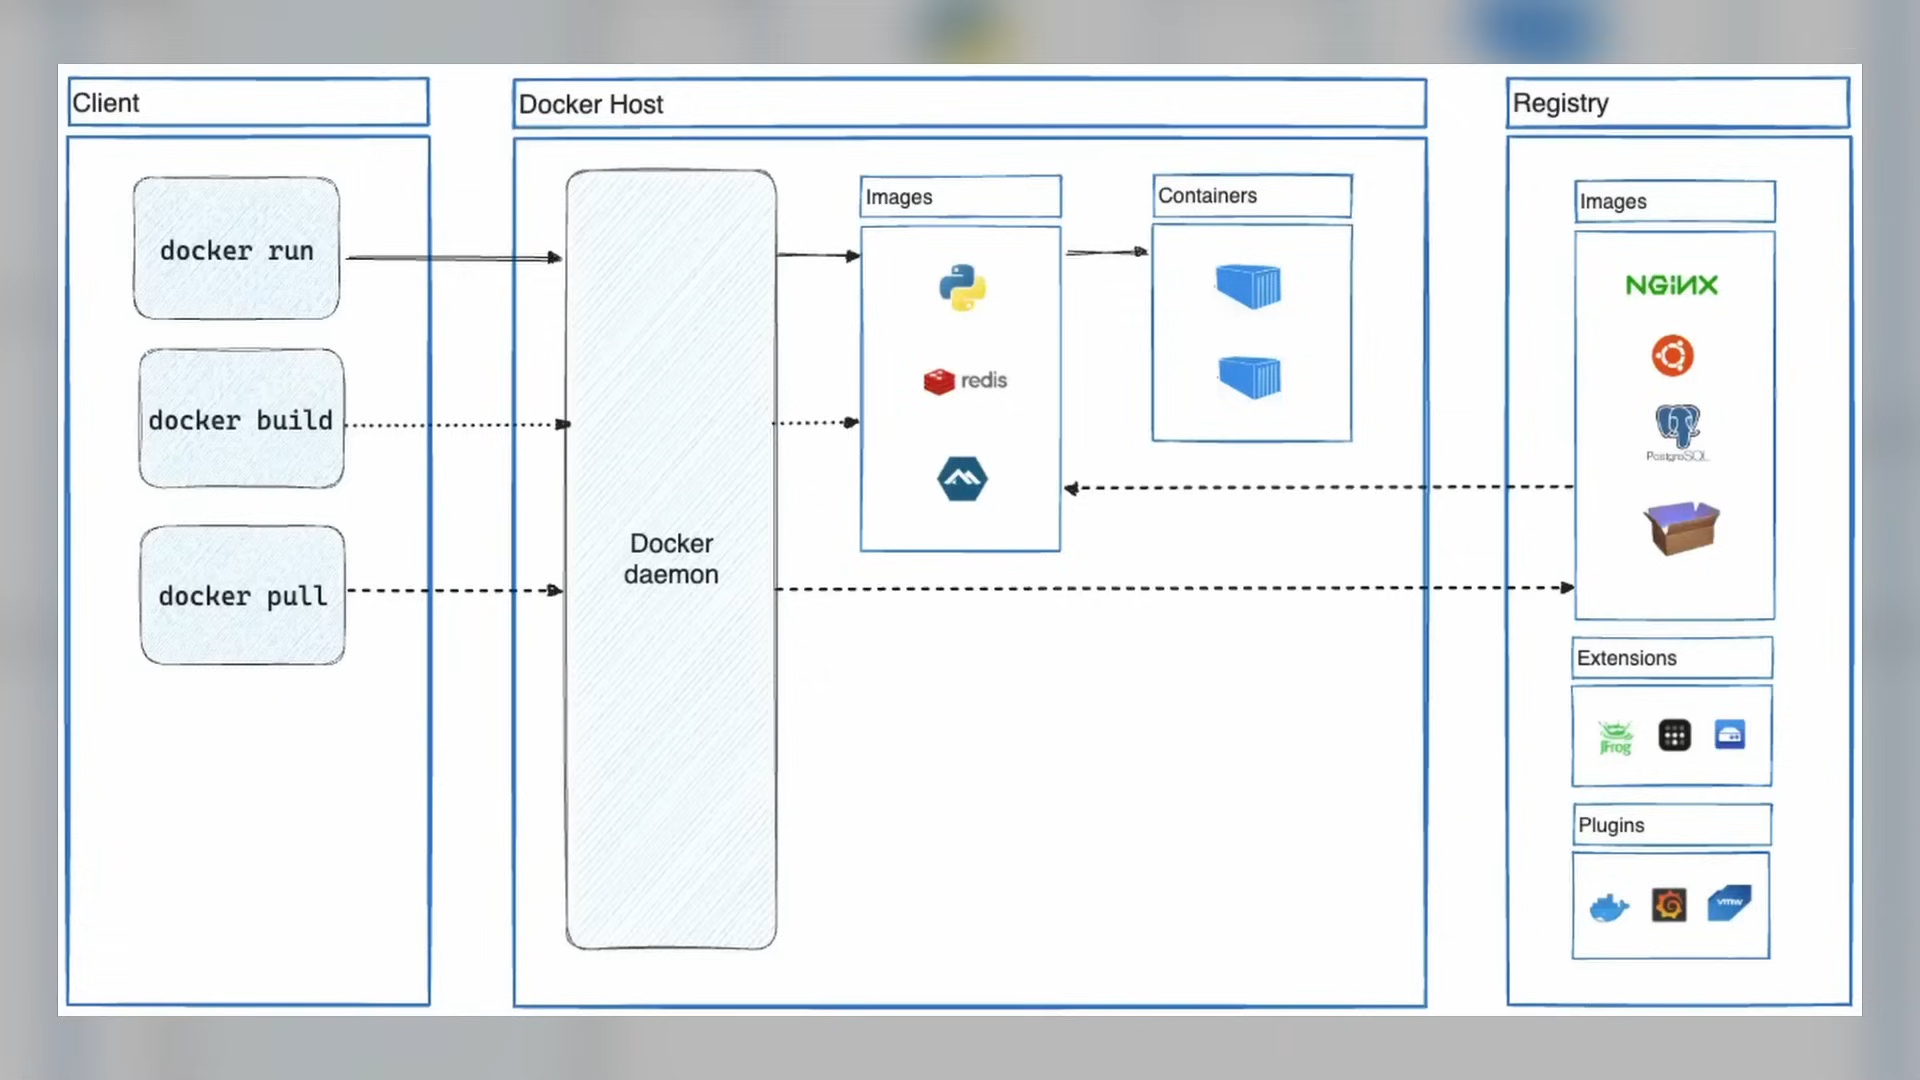 Client
docker run
docker build
docker pull
Docker Host
Docker
daemon
Images
redis
Containers
Registry
Images
NGINX
PostgreSQL
Extensions
JFrog
Plugins
vmw